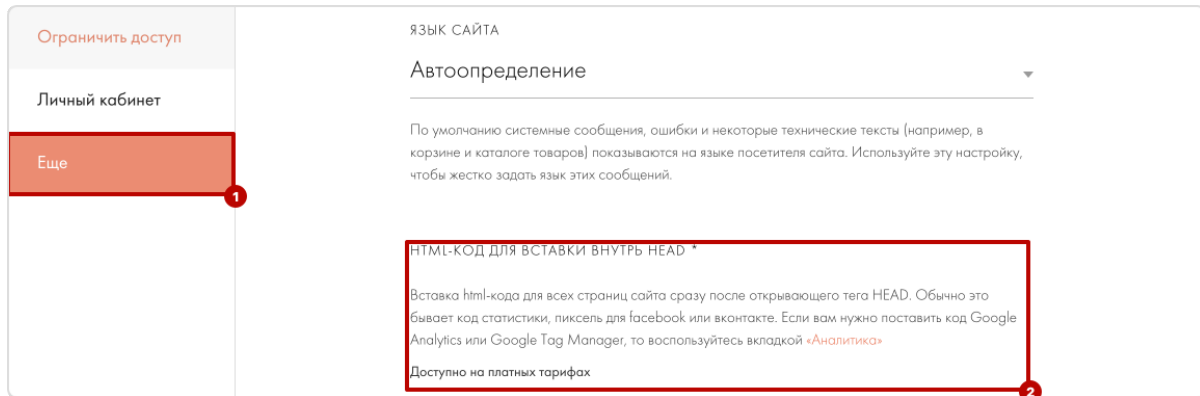 Ограничить доступ
Личный кабинет
Еще
1
ЯЗЫК САЙТА
Автоопределение
По умолчанию системные сообщения, ошибки и некоторые технические тексты (например, в
корзине и каталоге товаров) показываются на языке посетителя сайта. Используйте эту настройку,
чтобы жестко задать язык этих сообщений.
HTML-КОД ДЛЯ ВСТАВКИ ВНУТРЬ HEAD *
Вставка html-кода для всех страниц сайта сразу после открывающего тега HEAD. Обычно это
бывает код статистики, пиксель для facebook или вконтакте. Если вам нужно поставить код Google
Analytics или Google Tag Manager, то воспользуйтесь вкладкой «Аналитика»
Доступно на платных тарифах
2